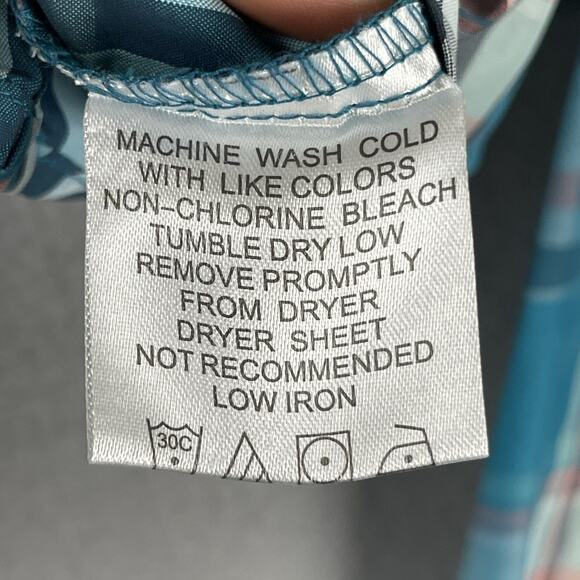 MACHINE WASH COLD
WITH LIKE COLORS
NON-CHLORINE BLEACH
TUMBLE DRY LOW
REMOVE PROMPTLY
FROM DRYER
DRYER SHEET
NOT RECOMMENDED
LOW IRON
30C